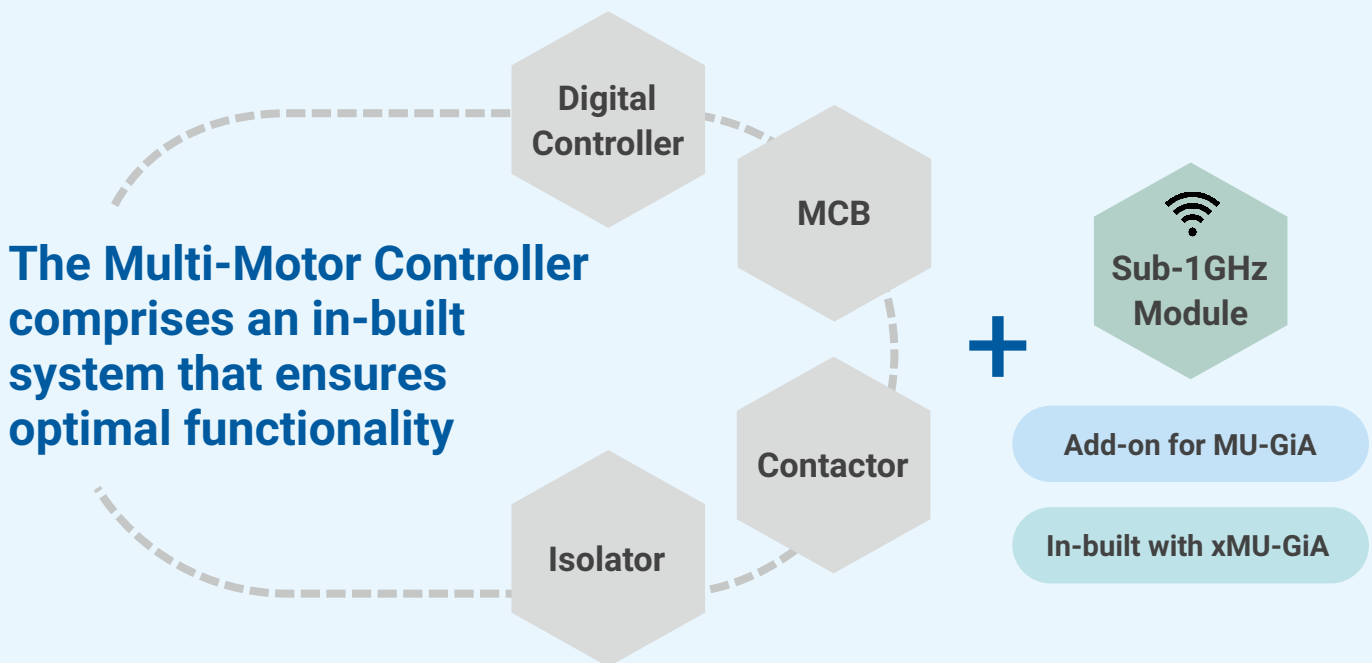 Digital
Controller
MCB
The Multi-Motor Controller
comprises an in-built
system that ensures
optimal functionality
Contactor
Isolator
+
Sub-1GHz
Module
Add-on for MU-GiA
In-built with xMU-GiA